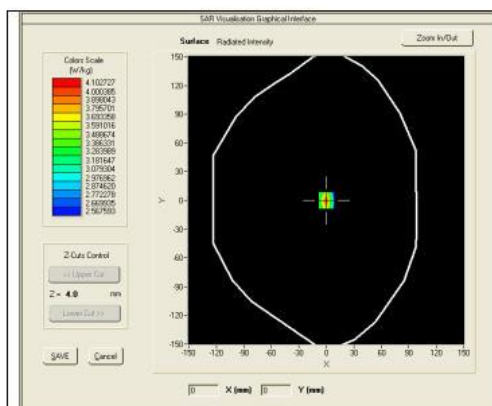 SAR Visualisation Graphical Interface
Surface Radiated Intensity
Zoom In/Out
Colors Scale
(W/kg)
4.102727
4.000385
3.898043
3.795701
3.693358
3.591016
3.488674
3.386331
3.283989
3.181647
3.079304
2.976962
2.874620
2.772278
2.669935
2.567593
Z-Cuts Control
<< Upper Cut
Z = 4.0 mm
Lower Cut >>
SAVE Cancel
150
120
90
60
30
Y
0
-30
-60
-90
-120
-150
-150 -120 -90 -60 -30 0 30 60 90 120 150
X
0 X (mm) 0 Y (mm)